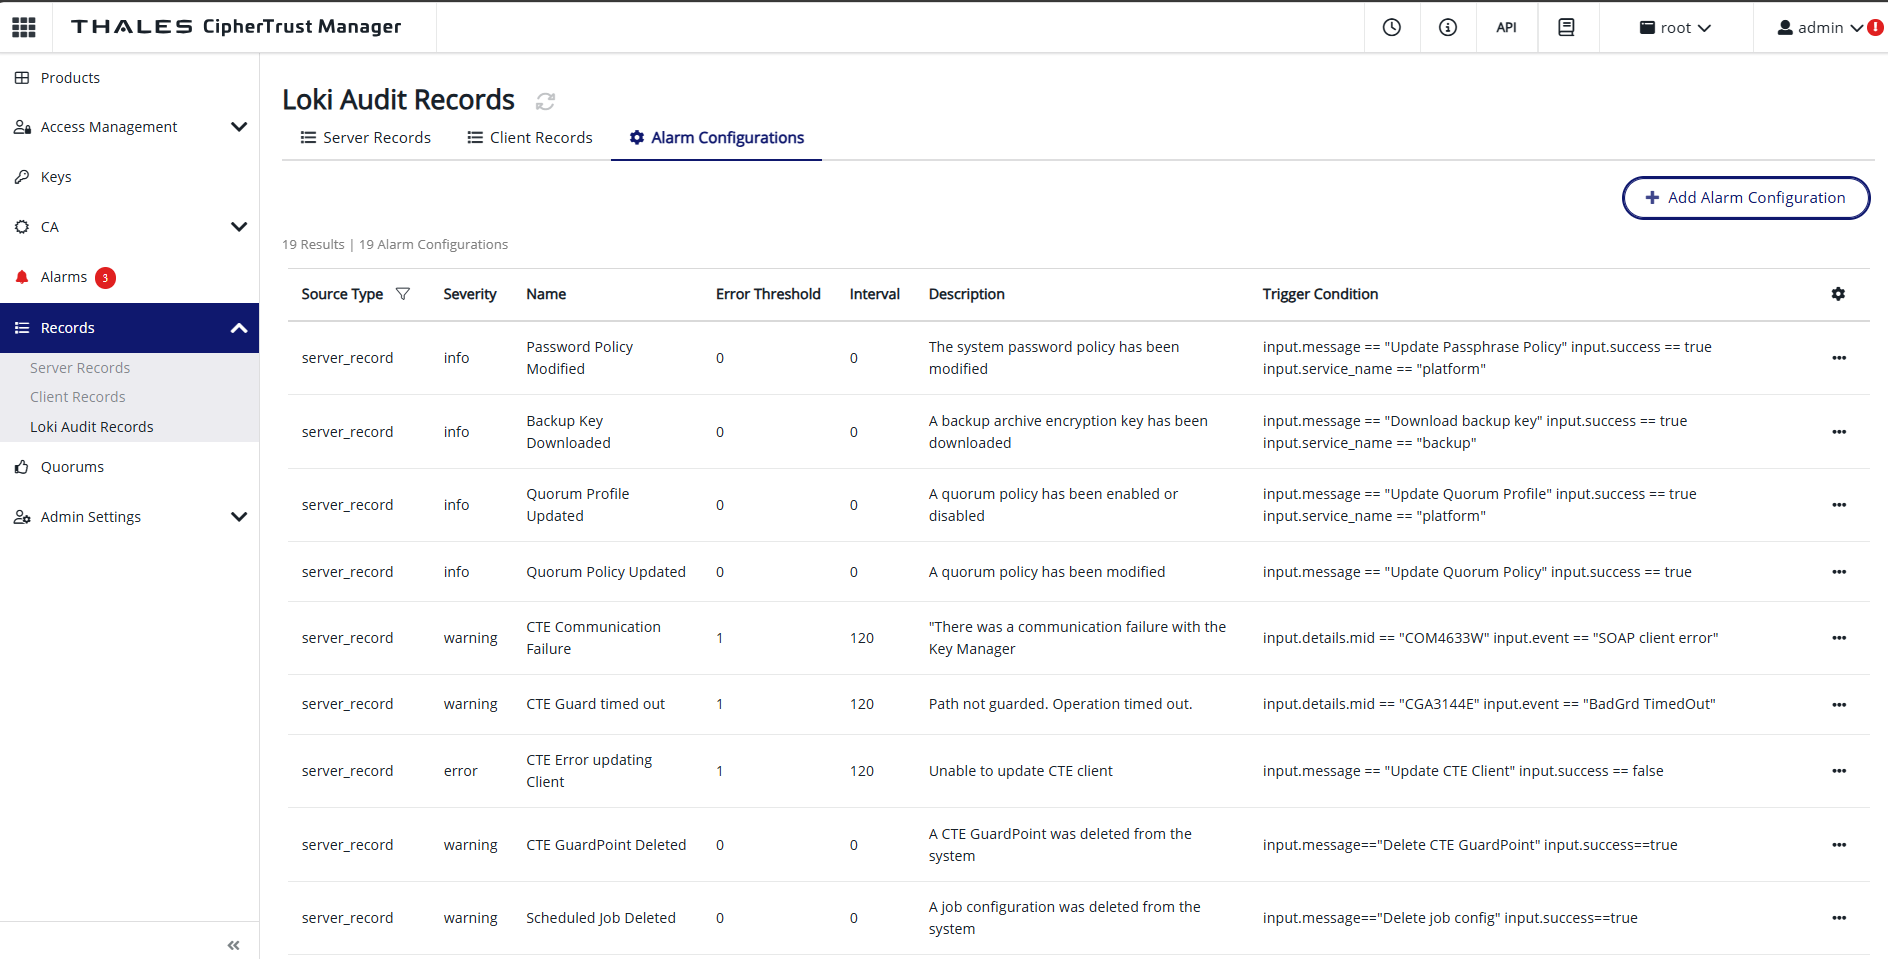 THALES CipherTrust Manager
API
root
admin
!
Products
Access Management
Keys
CA
Alarms 3
Records
Server Records
Client Records
Loki Audit Records
Quorums
Admin Settings
Loki Audit Records
Server Records
Client Records
Alarm Configurations
+ Add Alarm Configuration
19 Results | 19 Alarm Configurations
Source Type Severity Name Error Threshold Interval Description Trigger Condition
server_record info Password Policy 0 0 The system password policy has been input.message == "Update Passphrase Policy" input.success == true
Modified modified input.service_name == "platform"
server_record info Backup Key 0 0 A backup archive encryption key has been input.message == "Download backup key" input.success == true
Downloaded downloaded input.service_name == "backup"
server_record info Quorum Profile 0 0 A quorum policy has been enabled or input.message == "Update Quorum Profile" input.success == true
Updated disabled input.service_name == "platform"
server_record info Quorum Policy Updated 0 0 A quorum policy has been modified input.message == "Update Quorum Policy" input.success == true
server_record warning CTE Communication 1 120 "There was a communication failure with the input.details.mid == "COM4633W" input.event == "SOAP client error"
Failure Key Manager
server_record warning CTE Guard timed out 1 120 Path not guarded. Operation timed out. input.details.mid == "CGA3144E" input.event == "BadGrd TimedOut"
server_record error CTE Error updating 1 120 Unable to update CTE client input.message == "Update CTE Client" input.success == false
Client
server_record warning CTE GuardPoint Deleted 0 0 A CTE GuardPoint was deleted from the input.message=="Delete CTE GuardPoint" input.success==true
system
server_record warning Scheduled Job Deleted 0 0 A job configuration was deleted from the input.message=="Delete job config" input.success==true
system